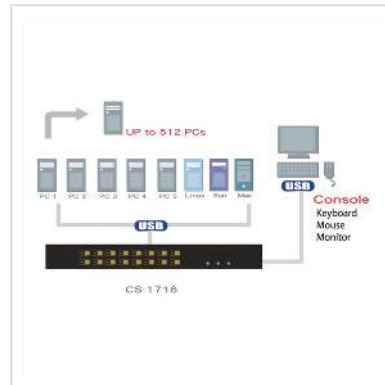 UP to 512 PCs
PC 1 PC 2 PC 3 PC 4 PC 5 Linux Sun Mac
USB
USB
Console
Keyboard
Mouse
Monitor
CS-1716